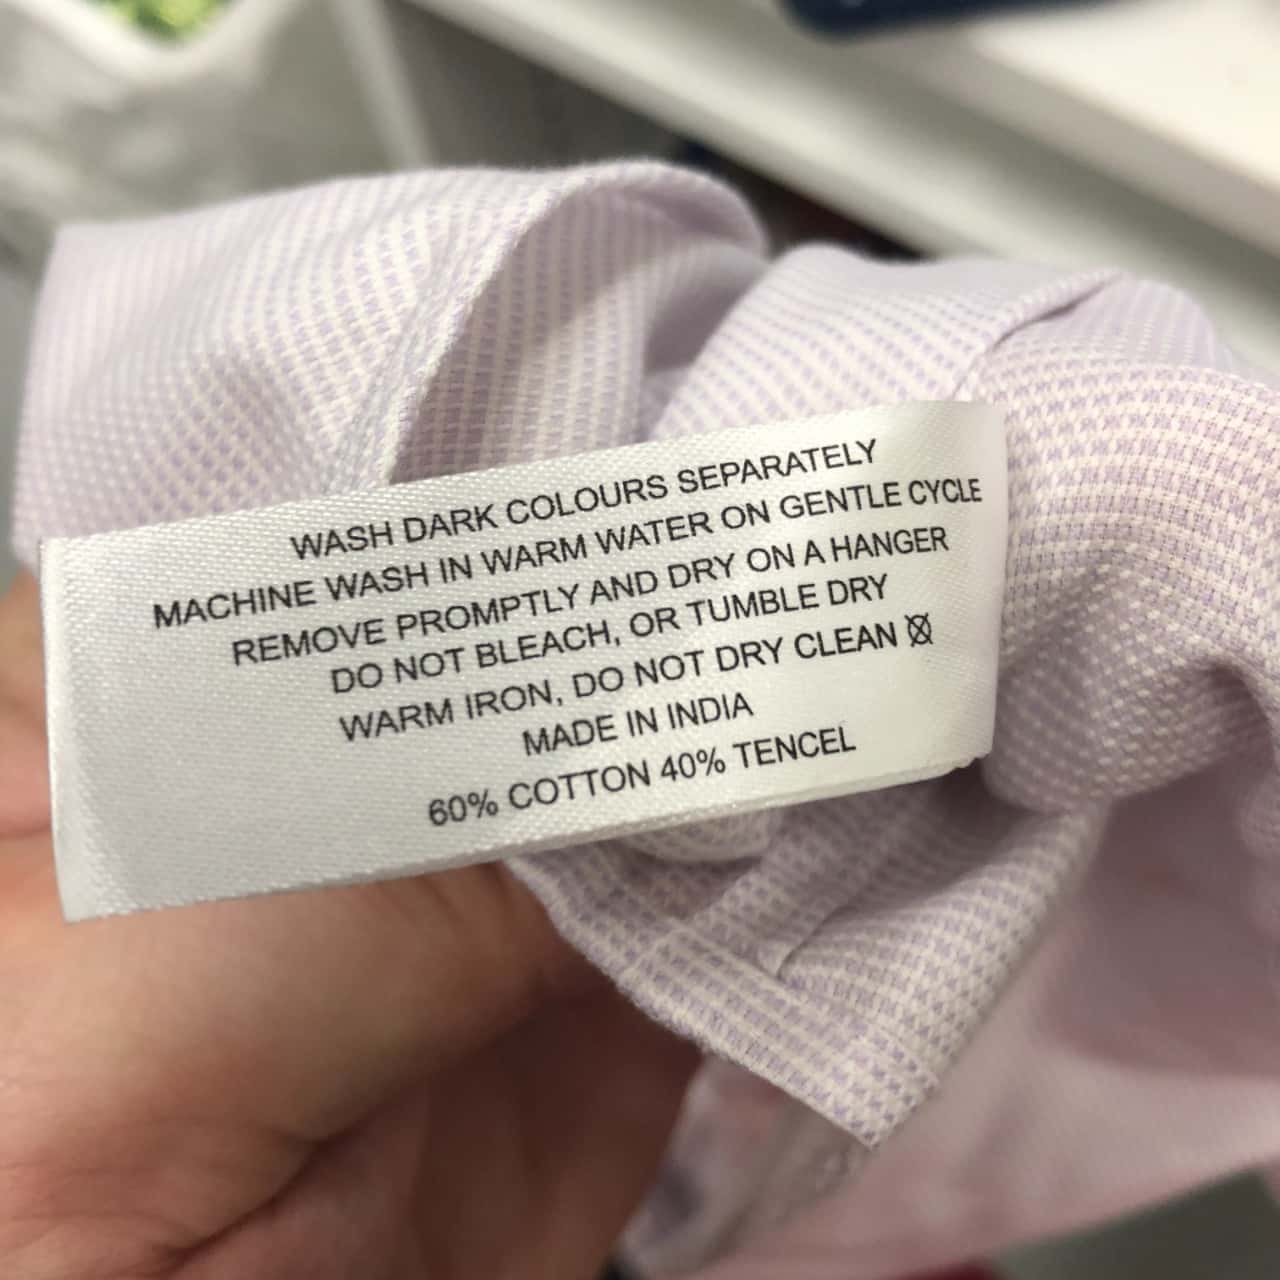 WASH DARK COLOURS SEPARATELY
MACHINE WASH IN WARM WATER ON GENTLE CYCLE
REMOVE PROMPTLY AND DRY ON A HANGER
DO NOT BLEACH, OR TUMBLE DRY
WARM IRON, DO NOT DRY CLEAN
MADE IN INDIA
60% COTTON 40% TENCEL